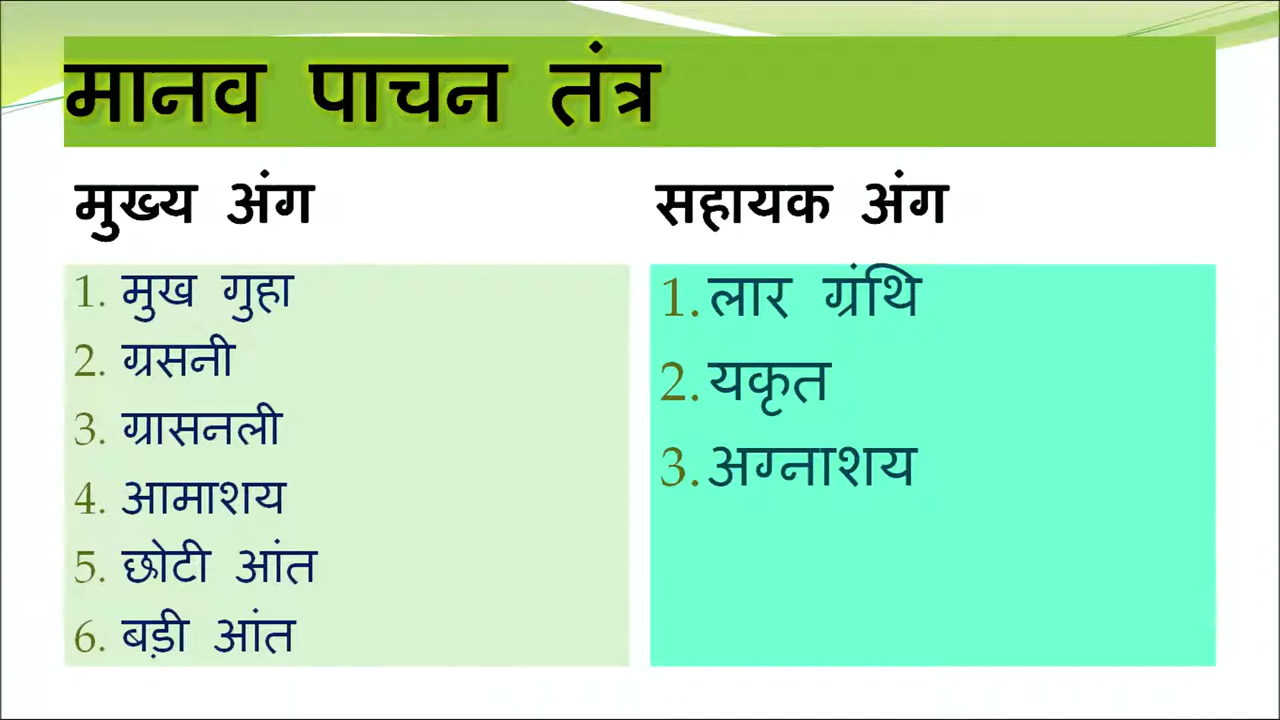 मानव पाचन तंत्र
मुख्य अंग
1. मुख गुहा
2. ग्रसनी
3. ग्रासनली
4. आमाशय
5. छोटी आंत
6. बड़ी आंत
सहायक अंग
1. लार ग्रंथि
2. यकृत
3. अग्नाशय